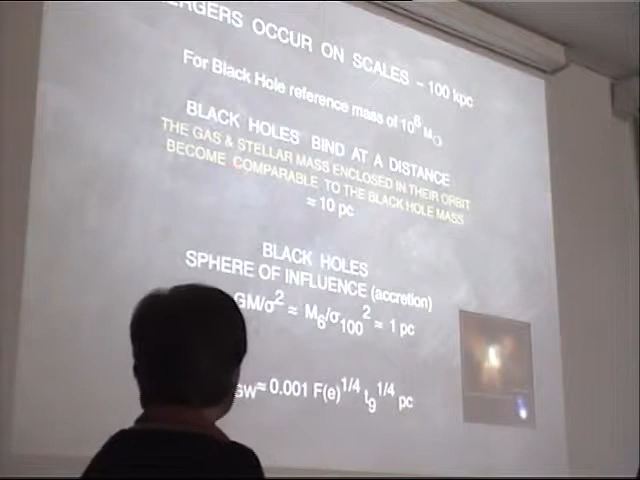 ERGERS OCCUR ON SCALES ~ 100 kpc
For Black Hole reference mass of 10⁸ M⊙
BLACK HOLES BIND AT A DISTANCE
THE GAS & STELLAR MASS ENCLOSED IN THEIR ORBIT
BECOME COMPARABLE TO THE BLACK HOLE MASS
≈ 10 pc
BLACK HOLES
SPHERE OF INFLUENCE (accretion)
GM/σ² ≈ M₆/σ₁₀₀² ≈ 1 pc
GW ≈ 0.001 F(e)^1/4 t₉^1/4 pc